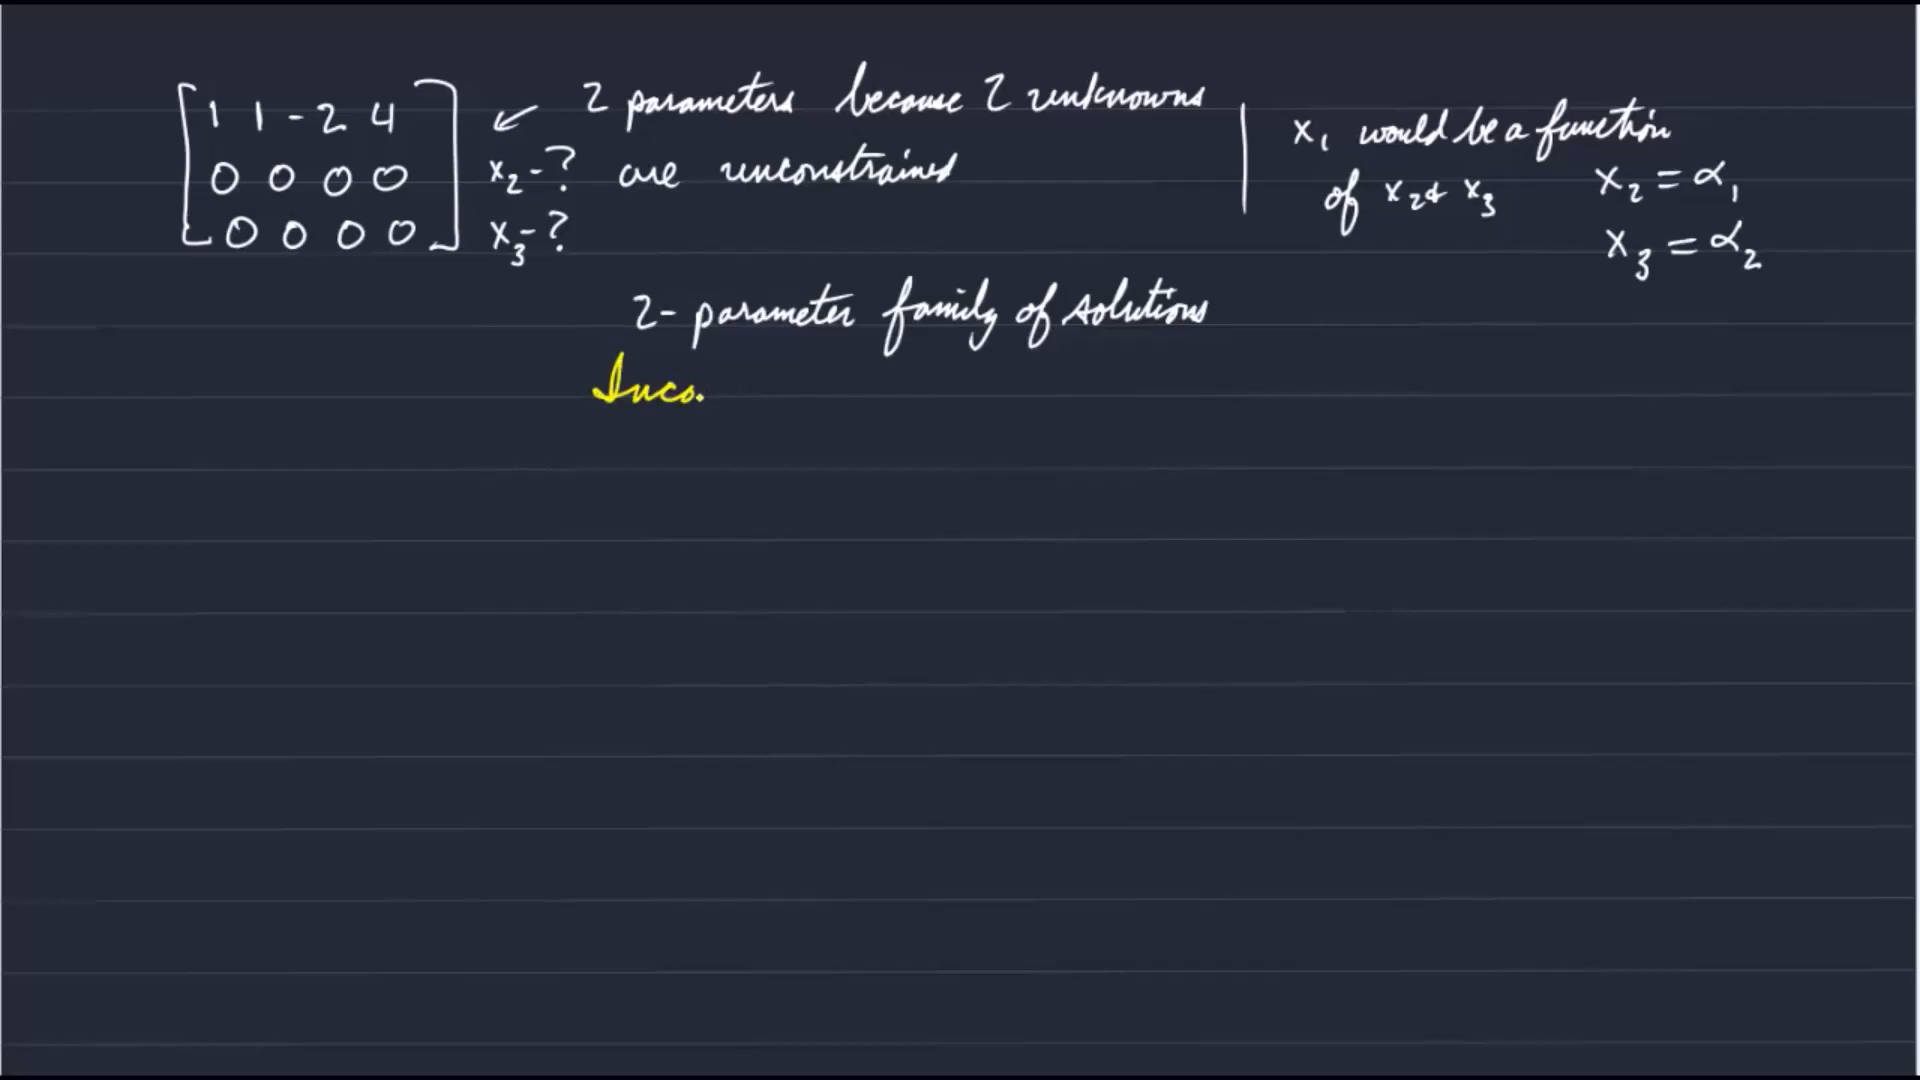 1 1 -2 4 ← 2 parameters because 2 unknowns
0 0 0 0 x₂-? are unconstrained
0 0 0 0 x₃-?
x₁ would be a function
of x₂ & x₃ x₂ = α₁
x₃ = α₂
2-parameter family of solutions
Inco.